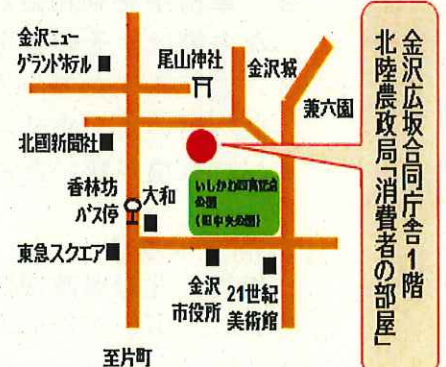 金沢ニュー
グランドホテル
尾山神社
金沢城
兼六園
北國新聞社
香林坊
バス停
大和
いしかわ四高記念
公園
(旧中央公園)
東急スクエア
金沢
市役所
21世紀
美術館
至片町
金沢広坂合同庁舎1階
北陸農政局「消費者の部屋」